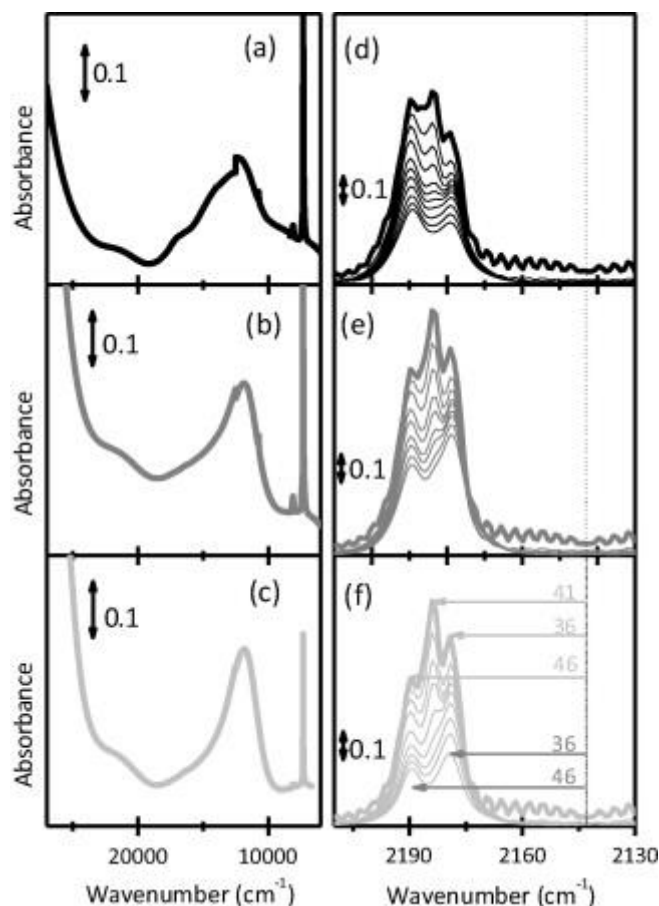 (a)
0.1
Absorbance
(d)
0.1
(b)
0.1
Absorbance
(e)
0.1
(c)
0.1
Absorbance
(f)
41
36
46
0.1
36
46
20000 10000
Wavenumber (cm⁻¹)
2190 2160 2130
Wavenumber (cm⁻¹)